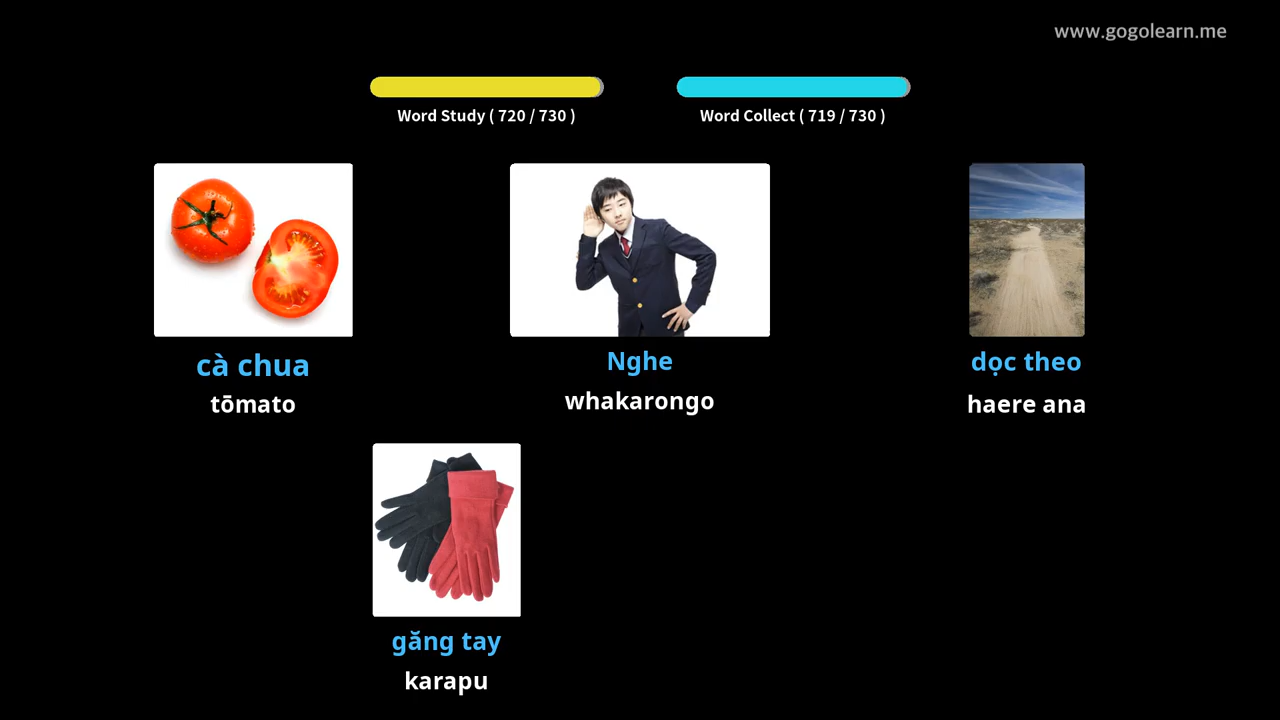 www.gogolearn.me
Word Study ( 720 / 730 )
Word Collect ( 719 / 730 )
cà chua
tōmato
Nghe
whakarongo
dọc theo
haere ana
găng tay
karapu